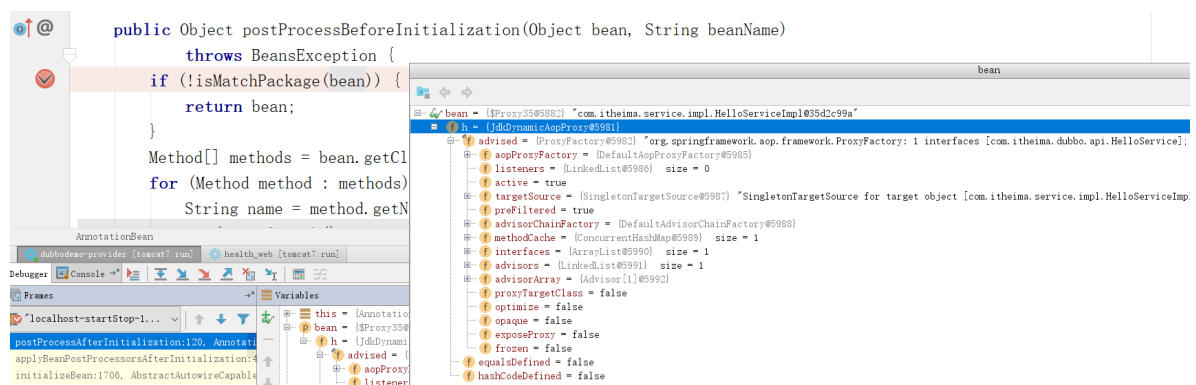 public Object postProcessBeforeInitialization(Object bean, String beanName)
throws BeansException {
if (!isMatchPackage(bean)) {
return bean;
}
Method[] methods = bean.getCl
for (Method method : methods)
String name = method.getN
AnnotationBean
dubbodemo-provider [tomcat7:run]
health_web [tomcat7:run]
Debugger
Console
Frames
Variables
"localhost-startStop-1...
postProcessAfterInitialization:120, Annotati
applyBeanPostProcessorsAfterInitialization:4
initializeBean:1706, AbstractAutowireCapable
this = {Annotatio
bean = {$Proxy35@
h = {JdkDynami
advised = {
aopProxy
listener
bean
bean = {$Proxy35@5882} "com.itheima.service.impl.HelloServiceImpl@35d2c99a"
h = {JdkDynamicAopProxy@5981}
advised = {ProxyFactory@5982} "org.springframework.aop.framework.ProxyFactory: 1 interfaces [com.itheima.dubbo.api.HelloService];
aopProxyFactory = {DefaultAopProxyFactory@5985}
listeners = {LinkedList@5986} size = 0
active = true
targetSource = {SingletonTargetSource@5987} "SingletonTargetSource for target object [com.itheima.service.impl.HelloServiceImpl
preFiltered = true
advisorChainFactory = {DefaultAdvisorChainFactory@5988}
methodCache = {ConcurrentHashMap@5989} size = 1
interfaces = {ArrayList@5990} size = 1
advisors = {LinkedList@5991} size = 1
advisorArray = {Advisor[1]@5992}
proxyTargetClass = false
optimize = false
opaque = false
exposeProxy = false
frozen = false
equalsDefined = false
hashCodeDefined = false